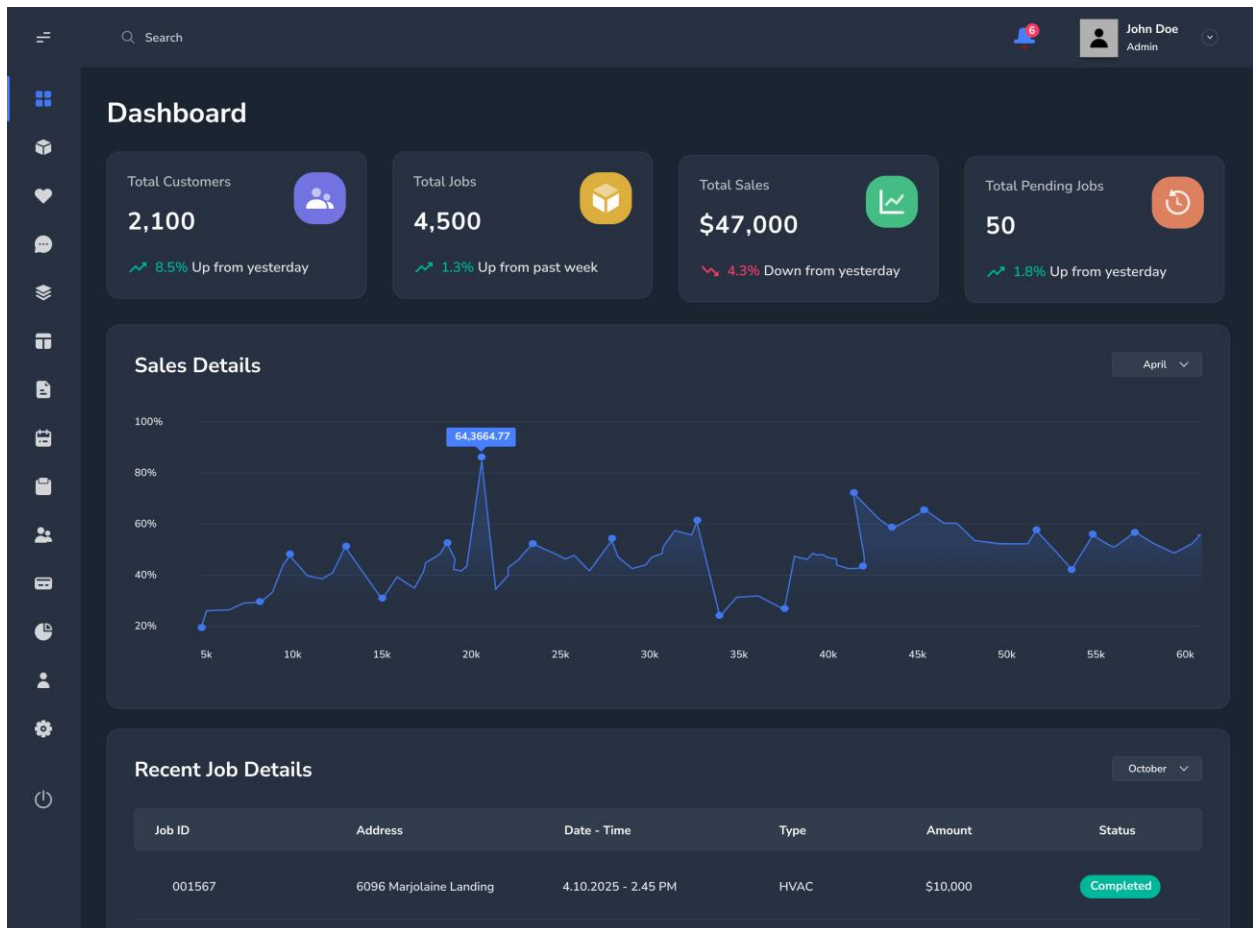 Search
6
John Doe
Admin
Dashboard
Total Customers
2,100
8.5% Up from yesterday
Total Jobs
4,500
1.3% Up from past week
Total Sales
$47,000
4.3% Down from yesterday
Total Pending Jobs
50
1.8% Up from yesterday
Sales Details
April
100%
80%
60%
40%
20%
64,3664.77
5k 10k 15k 20k 25k 30k 35k 40k 45k 50k 55k 60k
Recent Job Details
October
Job ID Address Date - Time Type Amount Status
001567 6096 Marjolaine Landing 4.10.2025 - 2.45 PM HVAC $10,000 Completed